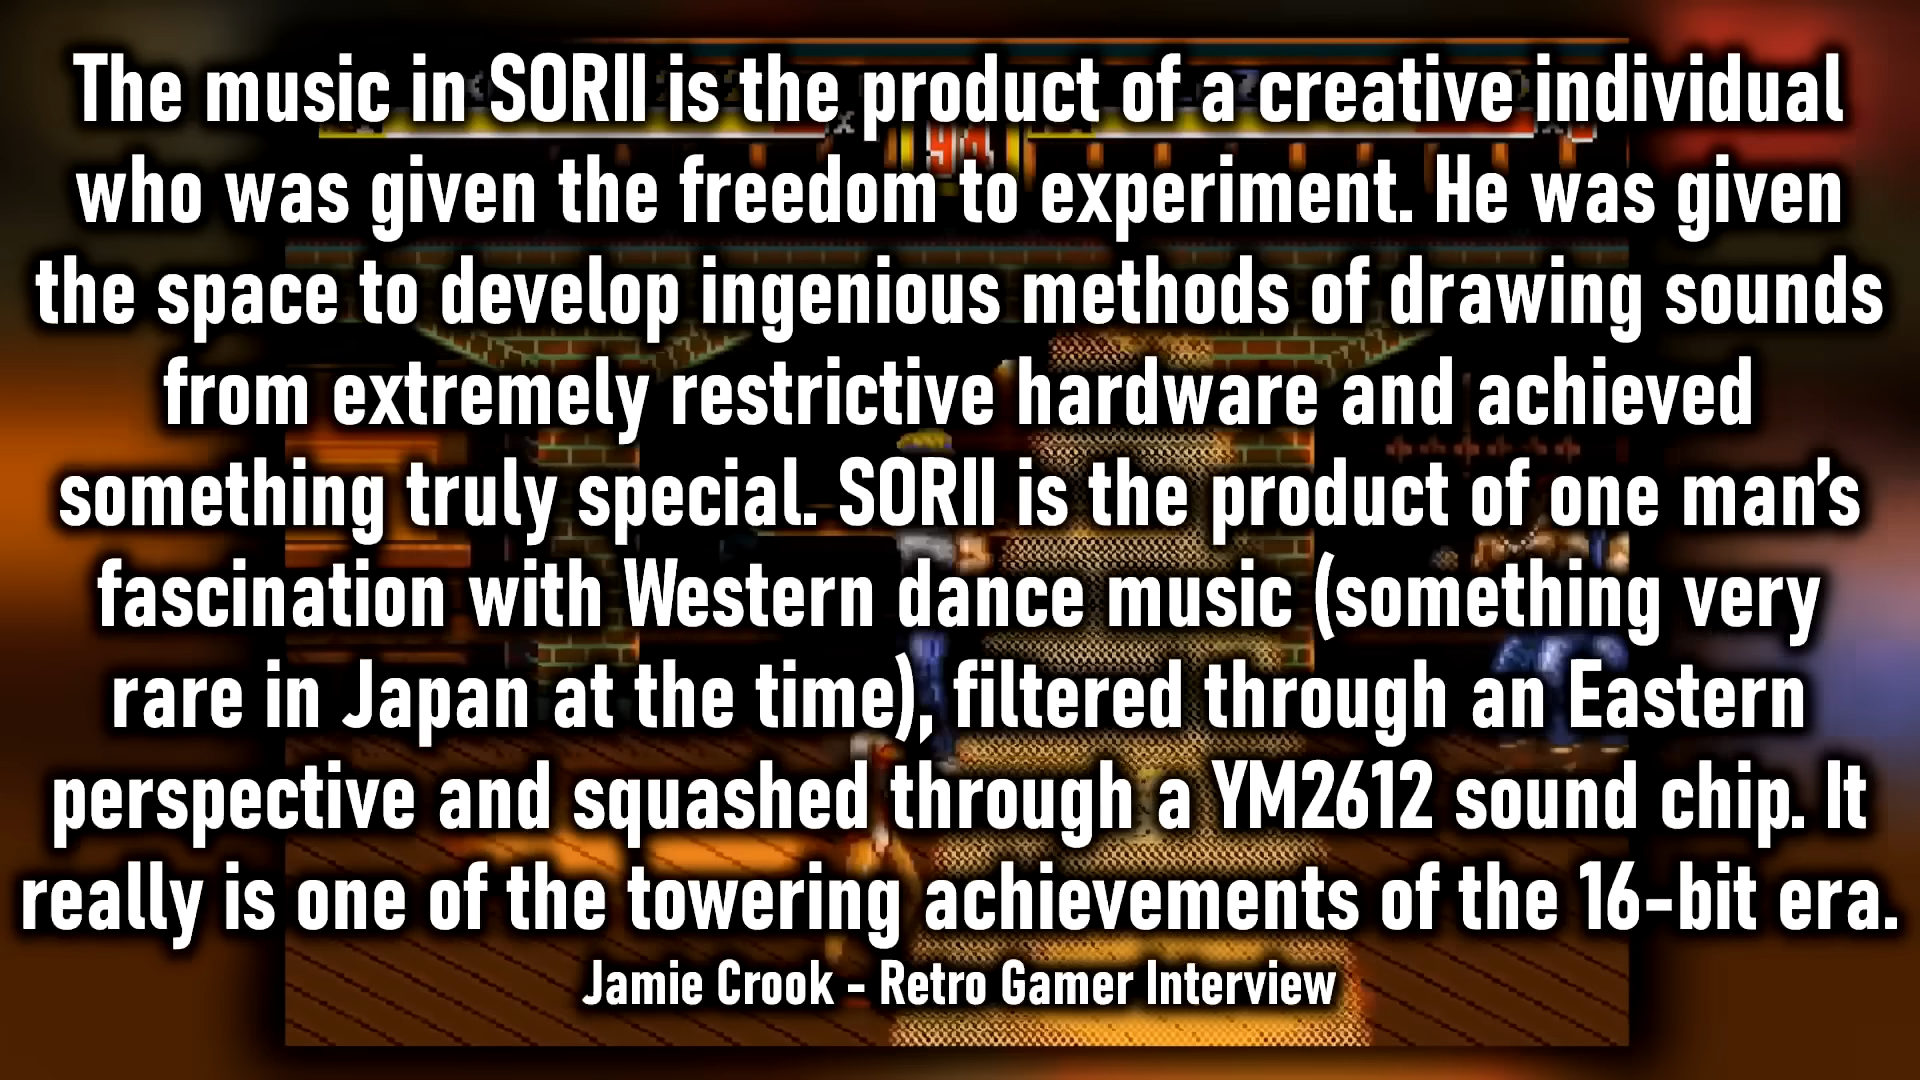 The music in SORII is the product of a creative individual
who was given the freedom to experiment. He was given
the space to develop ingenious methods of drawing sounds
from extremely restrictive hardware and achieved
something truly special. SORII is the product of one man's
fascination with Western dance music (something very
rare in Japan at the time), filtered through an Eastern
perspective and squashed through a YM2612 sound chip. It
really is one of the towering achievements of the 16-bit era.
Jamie Crook - Retro Gamer Interview